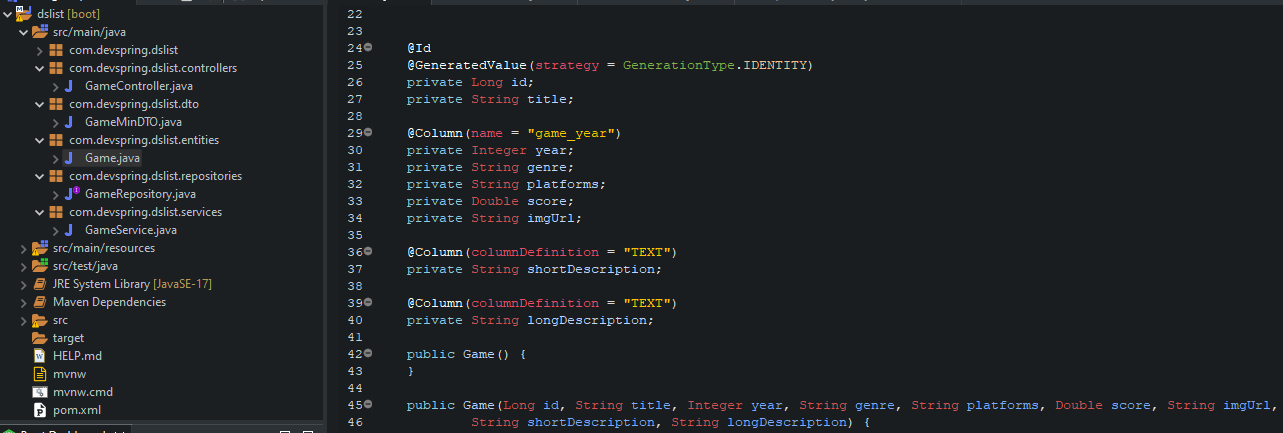 dslist [boot]
src/main/java
com.devspring.dslist
com.devspring.dslist.controllers
GameController.java
com.devspring.dslist.dto
GameMinDTO.java
com.devspring.dslist.entities
Game.java
com.devspring.dslist.repositories
GameRepository.java
com.devspring.dslist.services
GameService.java
src/main/resources
src/test/java
JRE System Library [JavaSE-17]
Maven Dependencies
src
target
HELP.md
mvnw
mvnw.cmd
pom.xml
22
23
24 @Id
25 @GeneratedValue(strategy = GenerationType.IDENTITY)
26 private Long id;
27 private String title;
28
29 @Column(name = "game_year")
30 private Integer year;
31 private String genre;
32 private String platforms;
33 private Double score;
34 private String imgUrl;
35
36 @Column(columnDefinition = "TEXT")
37 private String shortDescription;
38
39 @Column(columnDefinition = "TEXT")
40 private String longDescription;
41
42 public Game() {
43 }
44
45 public Game(Long id, String title, Integer year, String genre, String platforms, Double score, String imgUrl,
46 String shortDescription, String longDescription) {